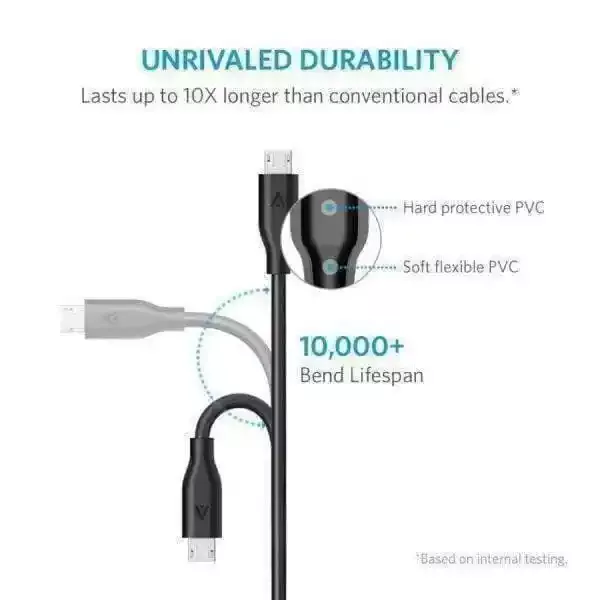 UNRIVALED DURABILITY
Lasts up to 10X longer than conventional cables.*
Hard protective PVC
Soft flexible PVC
10,000+
Bend Lifespan
*Based on internal testing.